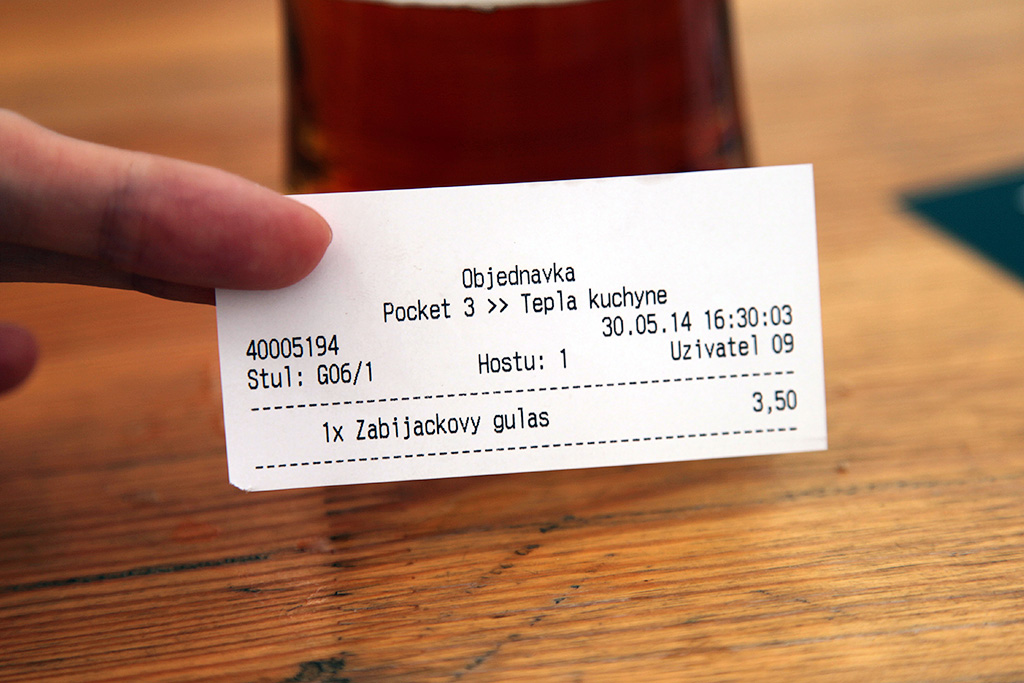 Objednavka
Pocket 3 >> Tepla kuchyne
40005194 30.05.14 16:30:03
Stul: G06/1 Hostu: 1 Uzivatel 09
1x Zabijackovy gulas 3,50